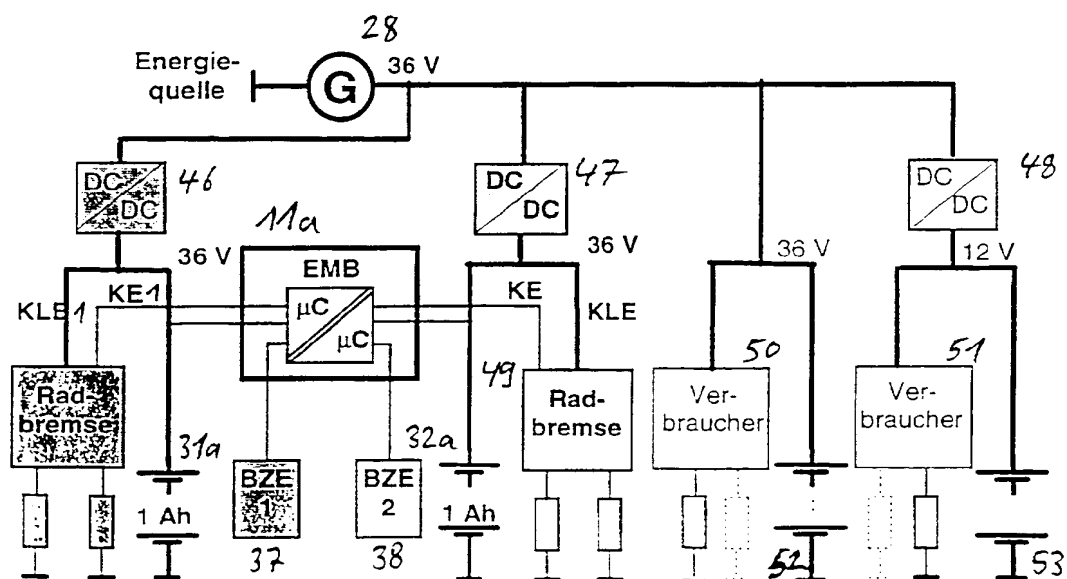 28
Energie-
quelle
G
36 V
DC
DC
46
DC
DC
47
DC
DC
48
11a
36 V
EMB
µC
µC
36 V
36 V
12 V
KLE1
KE1
KE
KLE
49
50
51
Rad-
bremse
Rad-
bremse
Ver-
braucher
Ver-
braucher
31a
32a
BZE
1
BZE
2
1 Ah
1 Ah
37
38
52
53